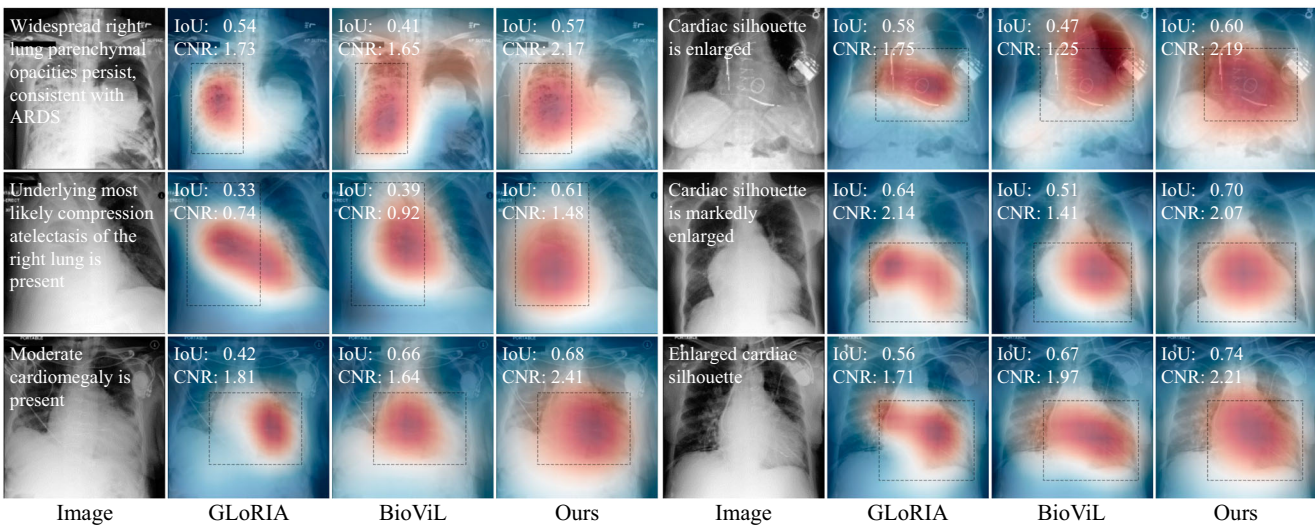 Widespread right
lung parenchymal
opacities persist,
consistent with
ARDS
IoU: 0.54
CNR: 1.73
IoU: 0.41
CNR: 1.65
IoU: 0.57
CNR: 2.17
Cardiac silhouette
is enlarged
IoU: 0.58
CNR: 1.75
IoU: 0.47
CNR: 1.25
IoU: 0.60
CNR: 2.19
Underlying most
likely compression
atelectasis of the
right lung is
present
IoU: 0.33
CNR: 0.74
IoU: 0.39
CNR: 0.92
IoU: 0.61
CNR: 1.48
Cardiac silhouette
is markedly
enlarged
IoU: 0.64
CNR: 2.14
IoU: 0.51
CNR: 1.41
IoU: 0.70
CNR: 2.07
PORTABLE
Moderate
cardiomegaly is
present
PORTABLE
IoU: 0.42
CNR: 1.81
PORTABLE
IoU: 0.66
CNR: 1.64
PORTABLE
IoU: 0.68
CNR: 2.41
Enlarged cardiac
silhouette
IoU: 0.56
CNR: 1.71
IoU: 0.67
CNR: 1.97
IoU: 0.74
CNR: 2.21
Image GLoRIA BioViL Ours Image GLoRIA BioViL Ours